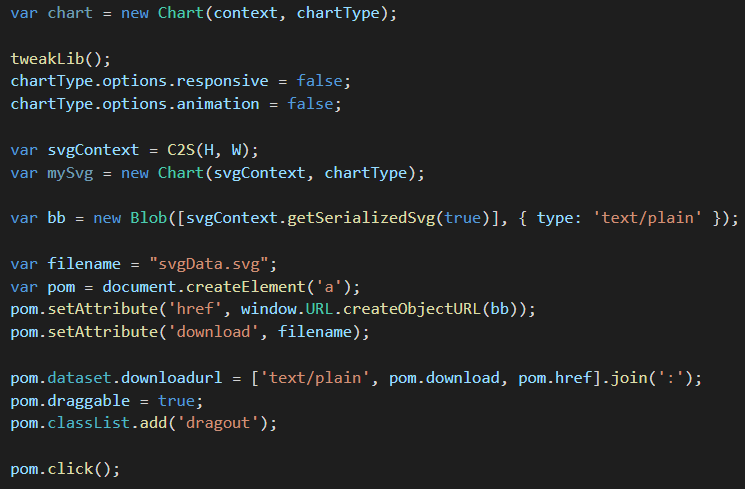 var chart = new Chart(context, chartType);
tweakLib();
chartType.options.responsive = false;
chartType.options.animation = false;
var svgContext = C2S(H, W);
var mySvg = new Chart(svgContext, chartType);
var bb = new Blob([svgContext.getSerializedSvg(true)], { type: 'text/plain' });
var filename = "svgData.svg";
var pom = document.createElement('a');
pom.setAttribute('href', window.URL.createObjectURL(bb));
pom.setAttribute('download', filename);
pom.dataset.downloadurl = ['text/plain', pom.download, pom.href].join(':');
pom.draggable = true;
pom.classList.add('dragout');
pom.click();